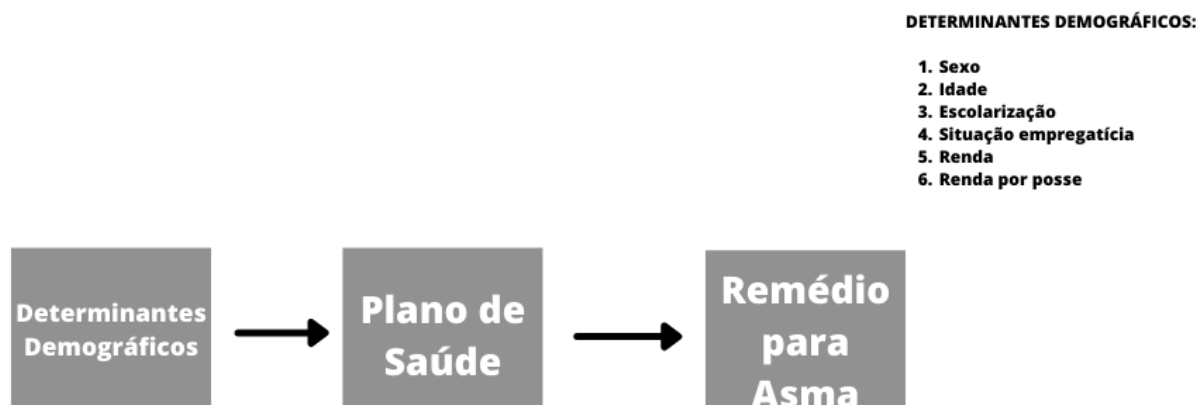 DETERMINANTES DEMOGRÁFICOS:
1. Sexo
2. Idade
3. Escolarização
4. Situação empregatícia
5. Renda
6. Renda por posse
Determinantes
Demográficos
Plano de
Saúde
Remédio
para
Asma